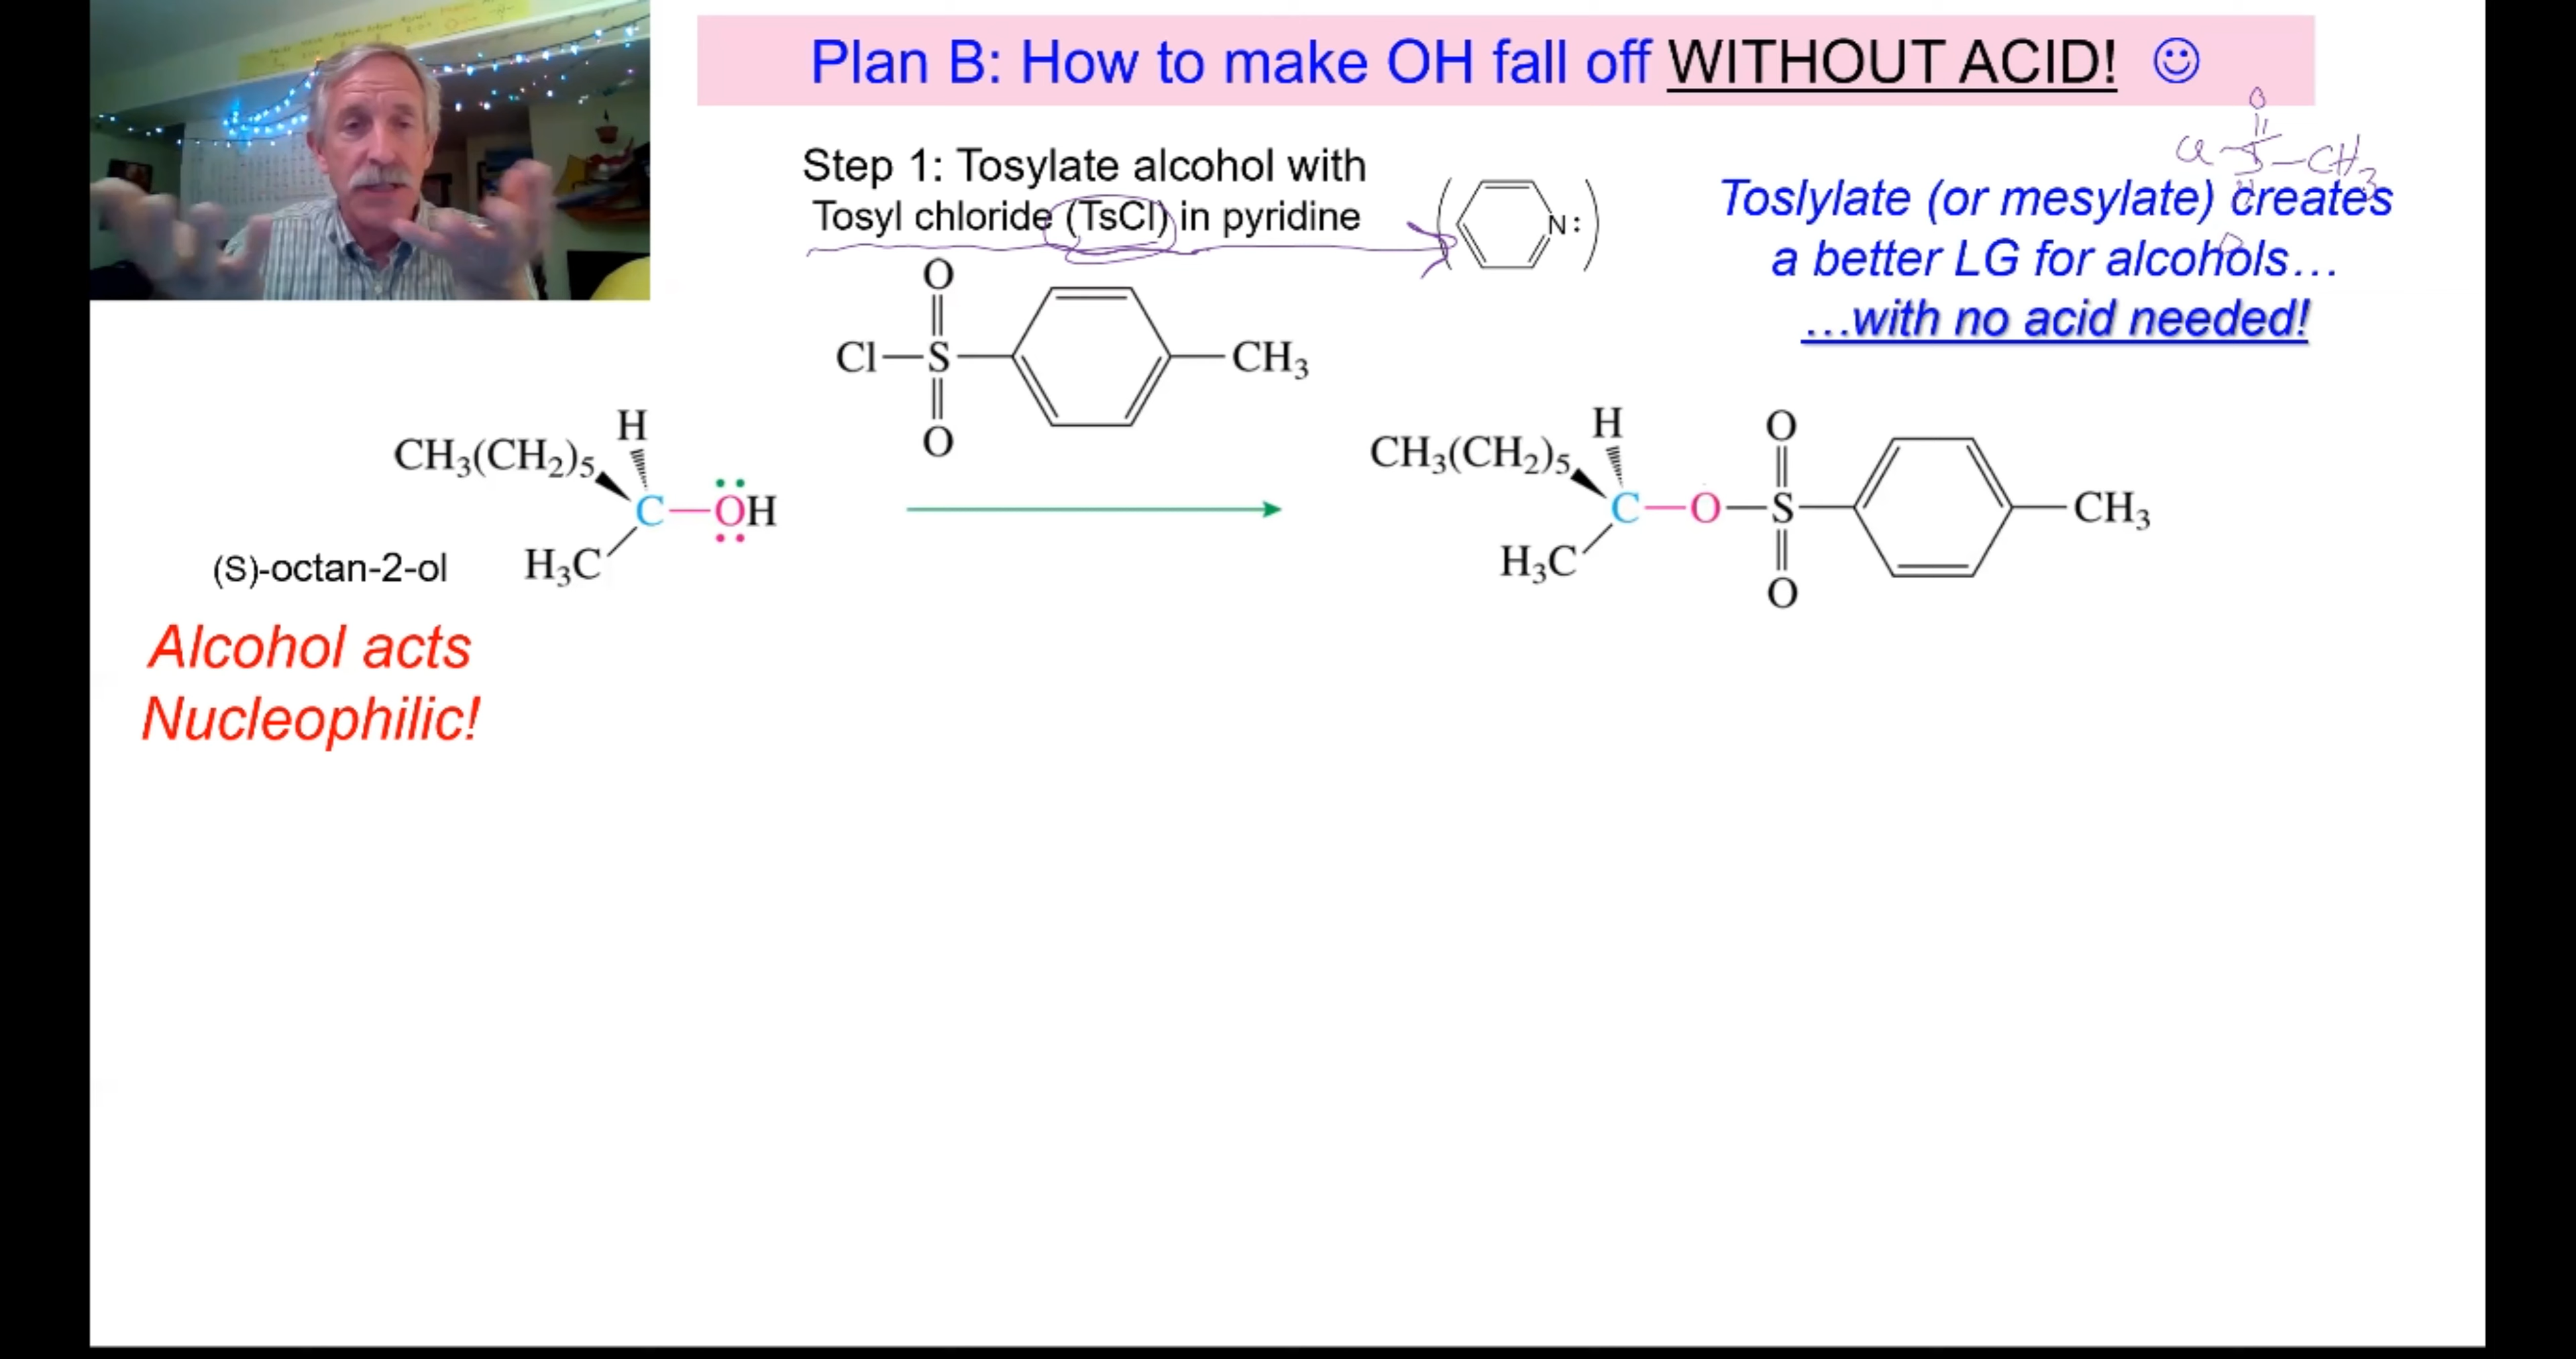 Plan B: How to make OH fall off WITHOUT ACID! ☺
Step 1: Tosylate alcohol with
Tosyl chloride (TsCl) in pyridine
N:
O
Cl S CH3
O
Cl S CH3
O
O
Toslylate (or mesylate) creates
a better LG for alcohols…
…with no acid needed!
H
CH3(CH2)5
C OH
H3C
(S)-octan-2-ol
H
CH3(CH2)5
C O S CH3
O
O
H3C
Alcohol acts
Nucleophilic!